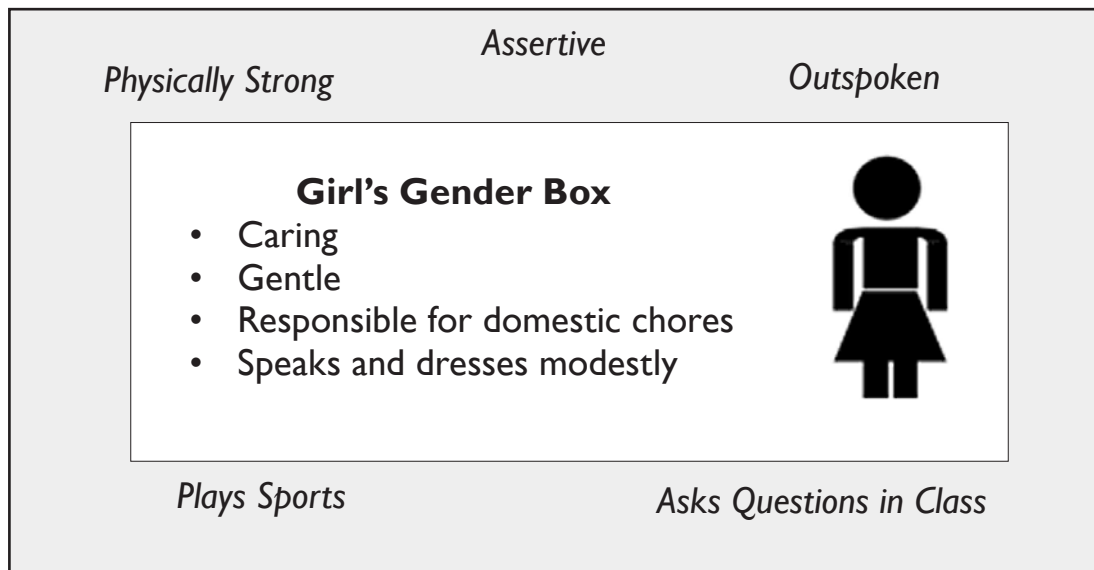 Assertive
Physically Strong
Outspoken
Girl’s Gender Box
• Caring
• Gentle
• Responsible for domestic chores
• Speaks and dresses modestly
Plays Sports
Asks Questions in Class